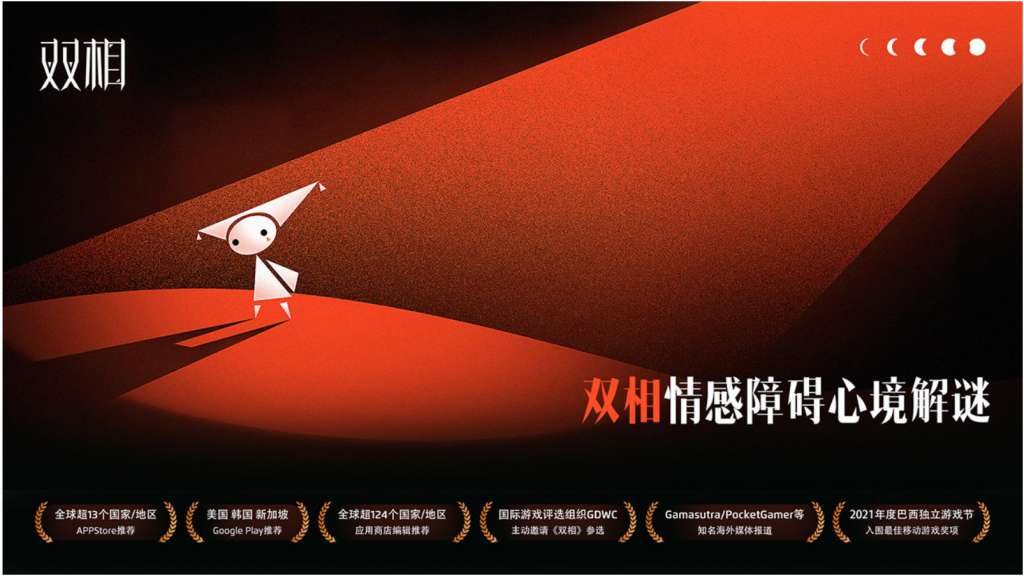 双相
双相情感障碍心境解谜
全球超13个国家/地区
APPStore推荐
美国 韩国 新加坡
Google Play推荐
全球超124个国家/地区
应用商店编辑推荐
国际游戏评选组织GDWC
主动邀请《双相》参选
Gamasutra/PocketGamer等
知名海外媒体报道
2021年度巴西独立游戏节
入围最佳移动游戏奖项